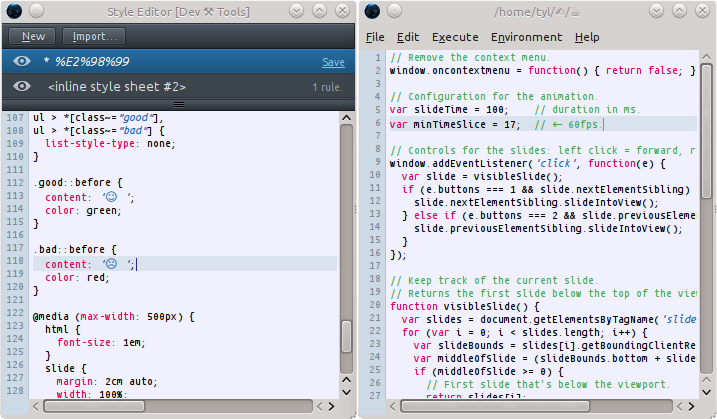 Style Editor [Dev ⚒ Tools]
New Import...
* %E2%98%99 Save
<inline style sheet #2> 1 rule.
107 ul > *[class~="good"],
108 ul > *[class~="bad"] {
109 list-style-type: none;
110 }
111
112 .good::before {
113 content: '☺ ';
114 color: green;
115 }
116
117 .bad::before {
118 content: '☹ ';
119 color: red;
120 }
121
122 @media (max-width: 500px) {
123 html {
124 font-size: 1em;
125 }
126 slide {
127 margin: 2cm auto;
128 width: 100%;
/home/tyl/✍/☕
File Edit Execute Environment Help
1 // Remove the context menu.
2 window.oncontextmenu = function() { return false; }
3
4 // Configuration for the animation.
5 var slideTime = 100; // duration in ms.
6 var minTimeSlice = 17; // ← 60fps.
7
8 // Controls for the slides: left click = forward, r
9 window.addEventListener('click', function(e) {
10 var slide = visibleSlide();
11 if (e.buttons === 1 && slide.nextElementSibling)
12 slide.nextElementSibling.slideIntoView();
13 } else if (e.buttons === 2 && slide.previousEleme
14 slide.previousElementSibling.slideIntoView();
15 }
16 });
17
18 // Keep track of the current slide.
19 // Returns the first slide below the top of the view
20 function visibleSlide() {
21 var slides = document.getElementsByTagName('slide
22 for (var i = 0; i < slides.length; i++) {
23 var slideBounds = slides[i].getBoundingClientRe
24 var middleOfSlide = (slideBounds.bottom + slide
25 if (middleOfSlide >= 0) {
26 // First slide that's below the viewport.
27 return slides[i];